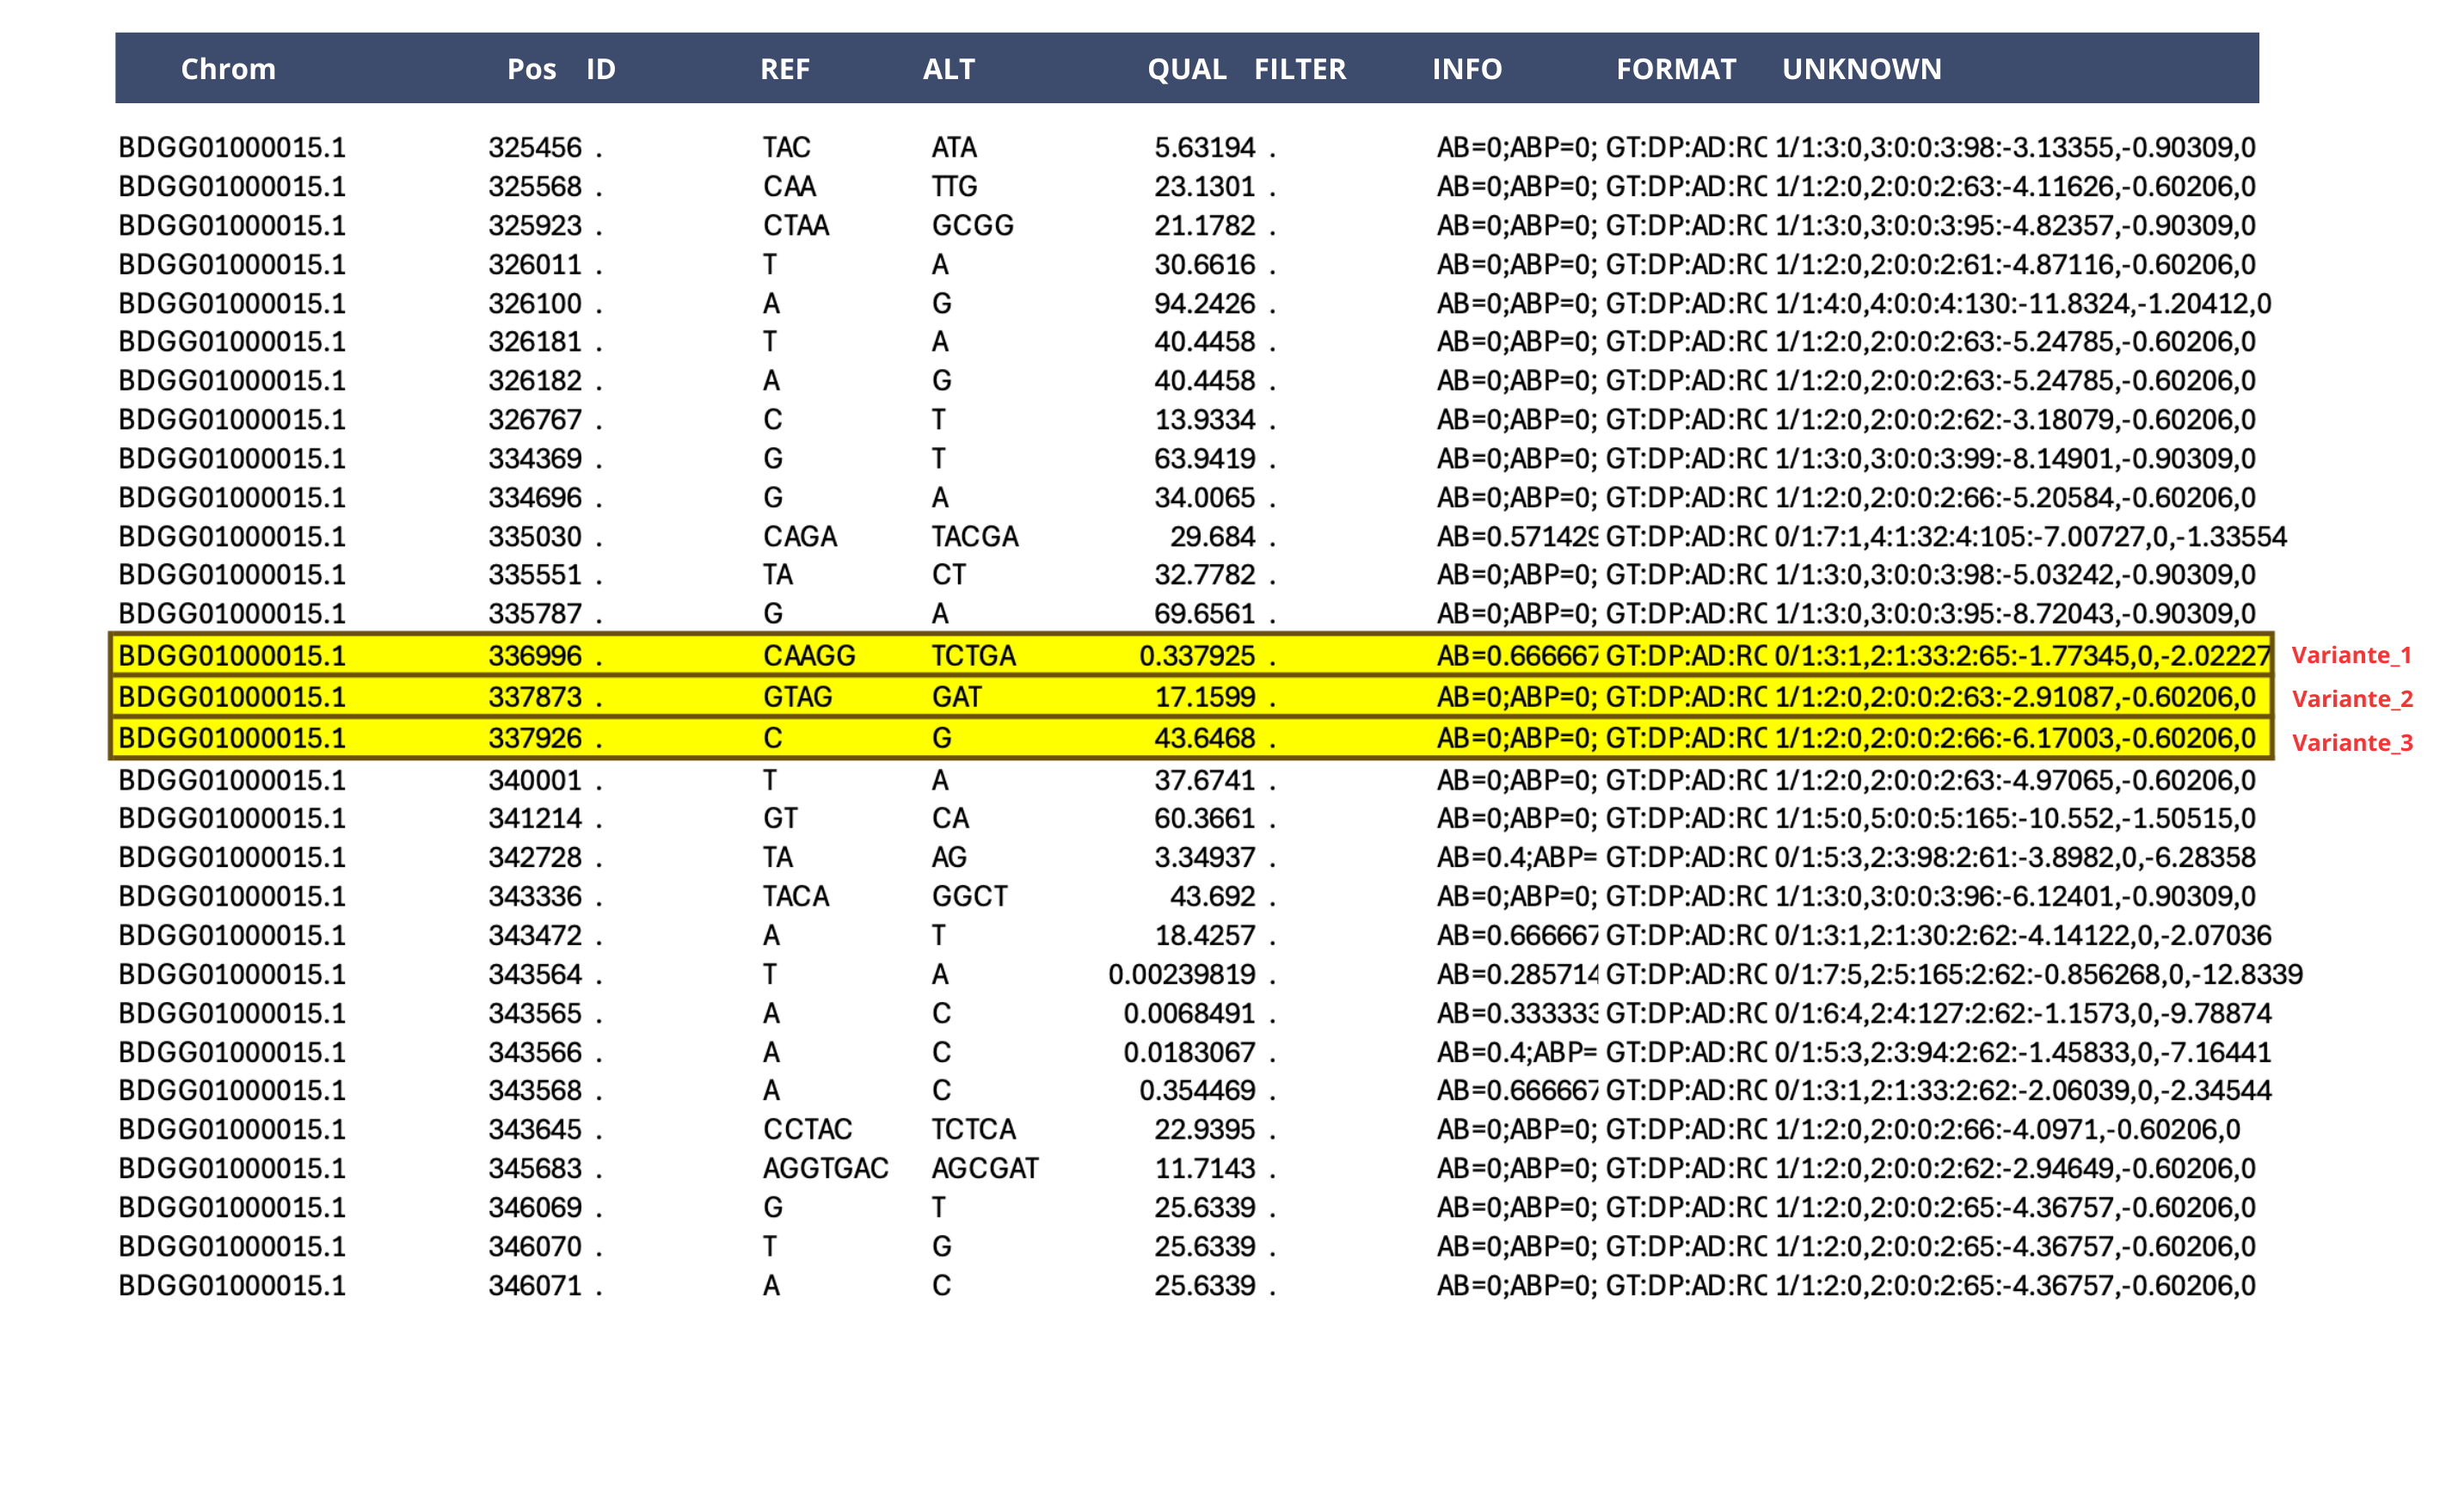 Chrom Pos ID REF ALT QUAL FILTER INFO FORMAT UNKNOWN
BDGG01000015.1 325456 . TAC ATA 5.63194 . AB=0;ABP=0; GT:DP:AD:RC 1/1:3:0,3:0:0:3:98:-3.13355,-0.90309,0
BDGG01000015.1 325568 . CAA TTG 23.1301 . AB=0;ABP=0; GT:DP:AD:RC 1/1:2:0,2:0:0:2:63:-4.11626,-0.60206,0
BDGG01000015.1 325923 . CTAA GCGG 21.1782 . AB=0;ABP=0; GT:DP:AD:RC 1/1:3:0,3:0:0:3:95:-4.82357,-0.90309,0
BDGG01000015.1 326011 . T A 30.6616 . AB=0;ABP=0; GT:DP:AD:RC 1/1:2:0,2:0:0:2:61:-4.87116,-0.60206,0
BDGG01000015.1 326100 . A G 94.2426 . AB=0;ABP=0; GT:DP:AD:RC 1/1:4:0,4:0:0:4:130:-11.8324,-1.20412,0
BDGG01000015.1 326181 . T A 40.4458 . AB=0;ABP=0; GT:DP:AD:RC 1/1:2:0,2:0:0:2:63:-5.24785,-0.60206,0
BDGG01000015.1 326182 . A G 40.4458 . AB=0;ABP=0; GT:DP:AD:RC 1/1:2:0,2:0:0:2:63:-5.24785,-0.60206,0
BDGG01000015.1 326767 . C T 13.9334 . AB=0;ABP=0; GT:DP:AD:RC 1/1:2:0,2:0:0:2:62:-3.18079,-0.60206,0
BDGG01000015.1 334369 . G T 63.9419 . AB=0;ABP=0; GT:DP:AD:RC 1/1:3:0,3:0:0:3:99:-8.14901,-0.90309,0
BDGG01000015.1 334696 . G A 34.0065 . AB=0;ABP=0; GT:DP:AD:RC 1/1:2:0,2:0:0:2:66:-5.20584,-0.60206,0
BDGG01000015.1 335030 . CAGA TACGA 29.684 . AB=0.571429 GT:DP:AD:RC 0/1:7:1,4:1:32:4:105:-7.00727,0,-1.33554
BDGG01000015.1 335551 . TA CT 32.7782 . AB=0;ABP=0; GT:DP:AD:RC 1/1:3:0,3:0:0:3:98:-5.03242,-0.90309,0
BDGG01000015.1 335787 . G A 69.6561 . AB=0;ABP=0; GT:DP:AD:RC 1/1:3:0,3:0:0:3:95:-8.72043,-0.90309,0
BDGG01000015.1 336996 . CAAGG TCTGA 0.337925 . AB=0.666667 GT:DP:AD:RC 0/1:3:1,2:1:33:2:65:-1.77345,0,-2.02227 Variante_1
BDGG01000015.1 337873 . GTAG GAT 17.1599 . AB=0;ABP=0; GT:DP:AD:RC 1/1:2:0,2:0:0:2:63:-2.91087,-0.60206,0 Variante_2
BDGG01000015.1 337926 . C G 43.6468 . AB=0;ABP=0; GT:DP:AD:RC 1/1:2:0,2:0:0:2:66:-6.17003,-0.60206,0 Variante_3
BDGG01000015.1 340001 . T A 37.6741 . AB=0;ABP=0; GT:DP:AD:RC 1/1:2:0,2:0:0:2:63:-4.97065,-0.60206,0
BDGG01000015.1 341214 . GT CA 60.3661 . AB=0;ABP=0; GT:DP:AD:RC 1/1:5:0,5:0:0:5:165:-10.552,-1.50515,0
BDGG01000015.1 342728 . TA AG 3.34937 . AB=0.4;ABP= GT:DP:AD:RC 0/1:5:3,2:3:98:2:61:-3.8982,0,-6.28358
BDGG01000015.1 343336 . TACA GGCT 43.692 . AB=0;ABP=0; GT:DP:AD:RC 1/1:3:0,3:0:0:3:96:-6.12401,-0.90309,0
BDGG01000015.1 343472 . A T 18.4257 . AB=0.666667 GT:DP:AD:RC 0/1:3:1,2:1:30:2:62:-4.14122,0,-2.07036
BDGG01000015.1 343564 . T A 0.00239819 . AB=0.285714 GT:DP:AD:RC 0/1:7:5,2:5:165:2:62:-0.856268,0,-12.8339
BDGG01000015.1 343565 . A C 0.0068491 . AB=0.333333 GT:DP:AD:RC 0/1:6:4,2:4:127:2:62:-1.1573,0,-9.78874
BDGG01000015.1 343566 . A C 0.0183067 . AB=0.4;ABP= GT:DP:AD:RC 0/1:5:3,2:3:94:2:62:-1.45833,0,-7.16441
BDGG01000015.1 343568 . A C 0.354469 . AB=0.666667 GT:DP:AD:RC 0/1:3:1,2:1:33:2:62:-2.06039,0,-2.34544
BDGG01000015.1 343645 . CCTAC TCTCA 22.9395 . AB=0;ABP=0; GT:DP:AD:RC 1/1:2:0,2:0:0:2:66:-4.0971,-0.60206,0
BDGG01000015.1 345683 . AGGTGAC AGCGAT 11.7143 . AB=0;ABP=0; GT:DP:AD:RC 1/1:2:0,2:0:0:2:62:-2.94649,-0.60206,0
BDGG01000015.1 346069 . G T 25.6339 . AB=0;ABP=0; GT:DP:AD:RC 1/1:2:0,2:0:0:2:65:-4.36757,-0.60206,0
BDGG01000015.1 346070 . T G 25.6339 . AB=0;ABP=0; GT:DP:AD:RC 1/1:2:0,2:0:0:2:65:-4.36757,-0.60206,0
BDGG01000015.1 346071 . A C 25.6339 . AB=0;ABP=0; GT:DP:AD:RC 1/1:2:0,2:0:0:2:65:-4.36757,-0.60206,0